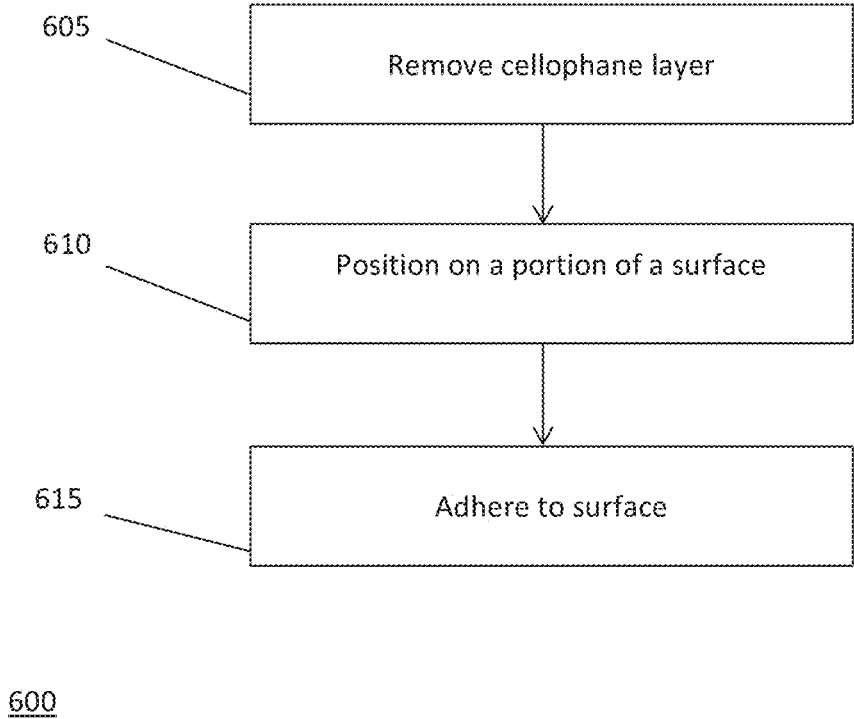 605
Remove cellophane layer
610
Position on a portion of a surface
615
Adhere to surface
600